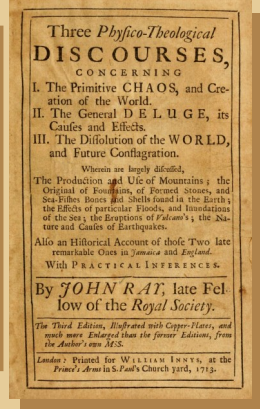 Three Physico-Theological
DISCOURSES,
CONCERNING
I. The Primitive CHAOS, and Cre-
ation of the World.
II. The General DELUGE, its
Causes and Effects.
III. The Dissolution of the WORLD,
and Future Conflagration.
Wherein are largely discussed,
The Production and Use of Mountains; the
Original of Fountains, of Formed Stones, and
Sea-Fishes Bones and Shells found in the Earth;
the Effects of particular Floods, and Inundations
of the Sea; the Eruptions of Vulcano's; the Na-
ture and Causes of Earthquakes.
Also an Historical Account of those Two late
remarkable Ones in Jamaica and England.
With PRACTICAL INFERENCES.
By JOHN RAY, late Fel-
low of the Royal Society.
The Third Edition, Illustrated with Copper-Plates, and
much more Enlarged than the former Editions, from
the Author's own MSS.
London: Printed for WILLIAM INNYS, at the
Prince's Arms in S. Paul's Church yard, 1713.